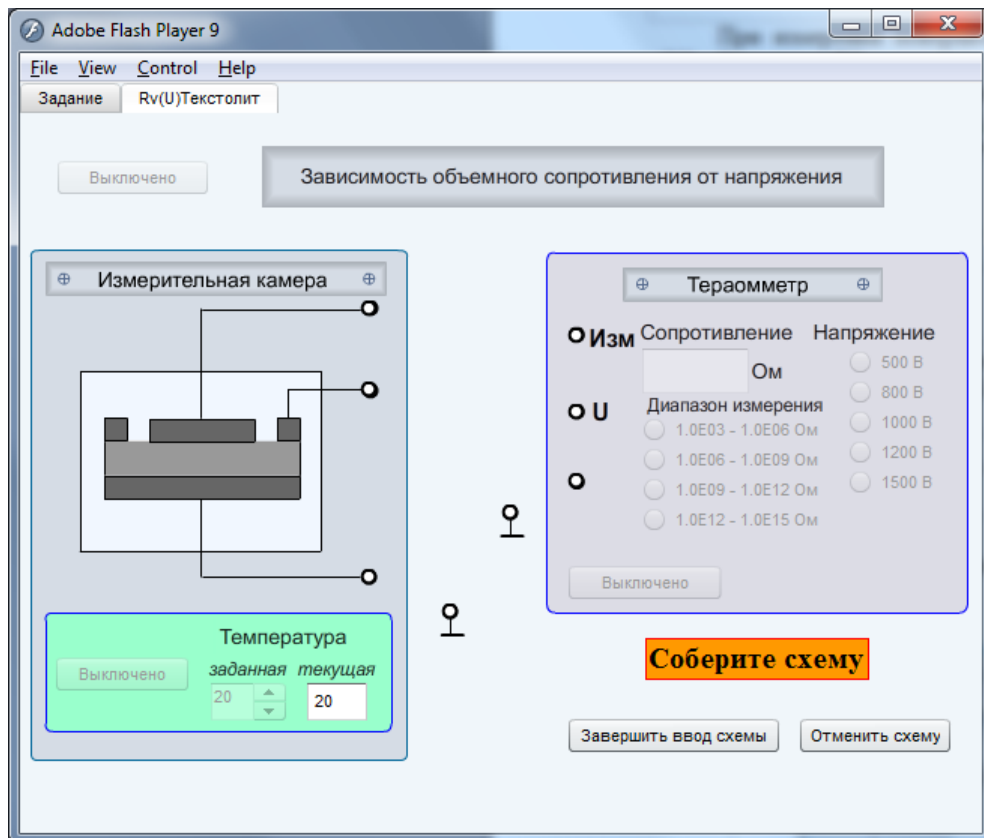 Adobe Flash Player 9
File View Control Help
Задание Rv(U)Текстолит
Выключено
Зависимость объемного сопротивления от напряжения
Измерительная камера
Температура
заданная текущая
Выключено
20
20
Тераомметр
Изм
Сопротивление
Напряжение
Ом
500 В
800 В
1000 В
1200 В
1500 В
U
Диапазон измерения
1.0E03 - 1.0E06 Ом
1.0E06 - 1.0E09 Ом
1.0E09 - 1.0E12 Ом
1.0E12 - 1.0E15 Ом
Выключено
Соберите схему
Завершить ввод схемы
Отменить схему